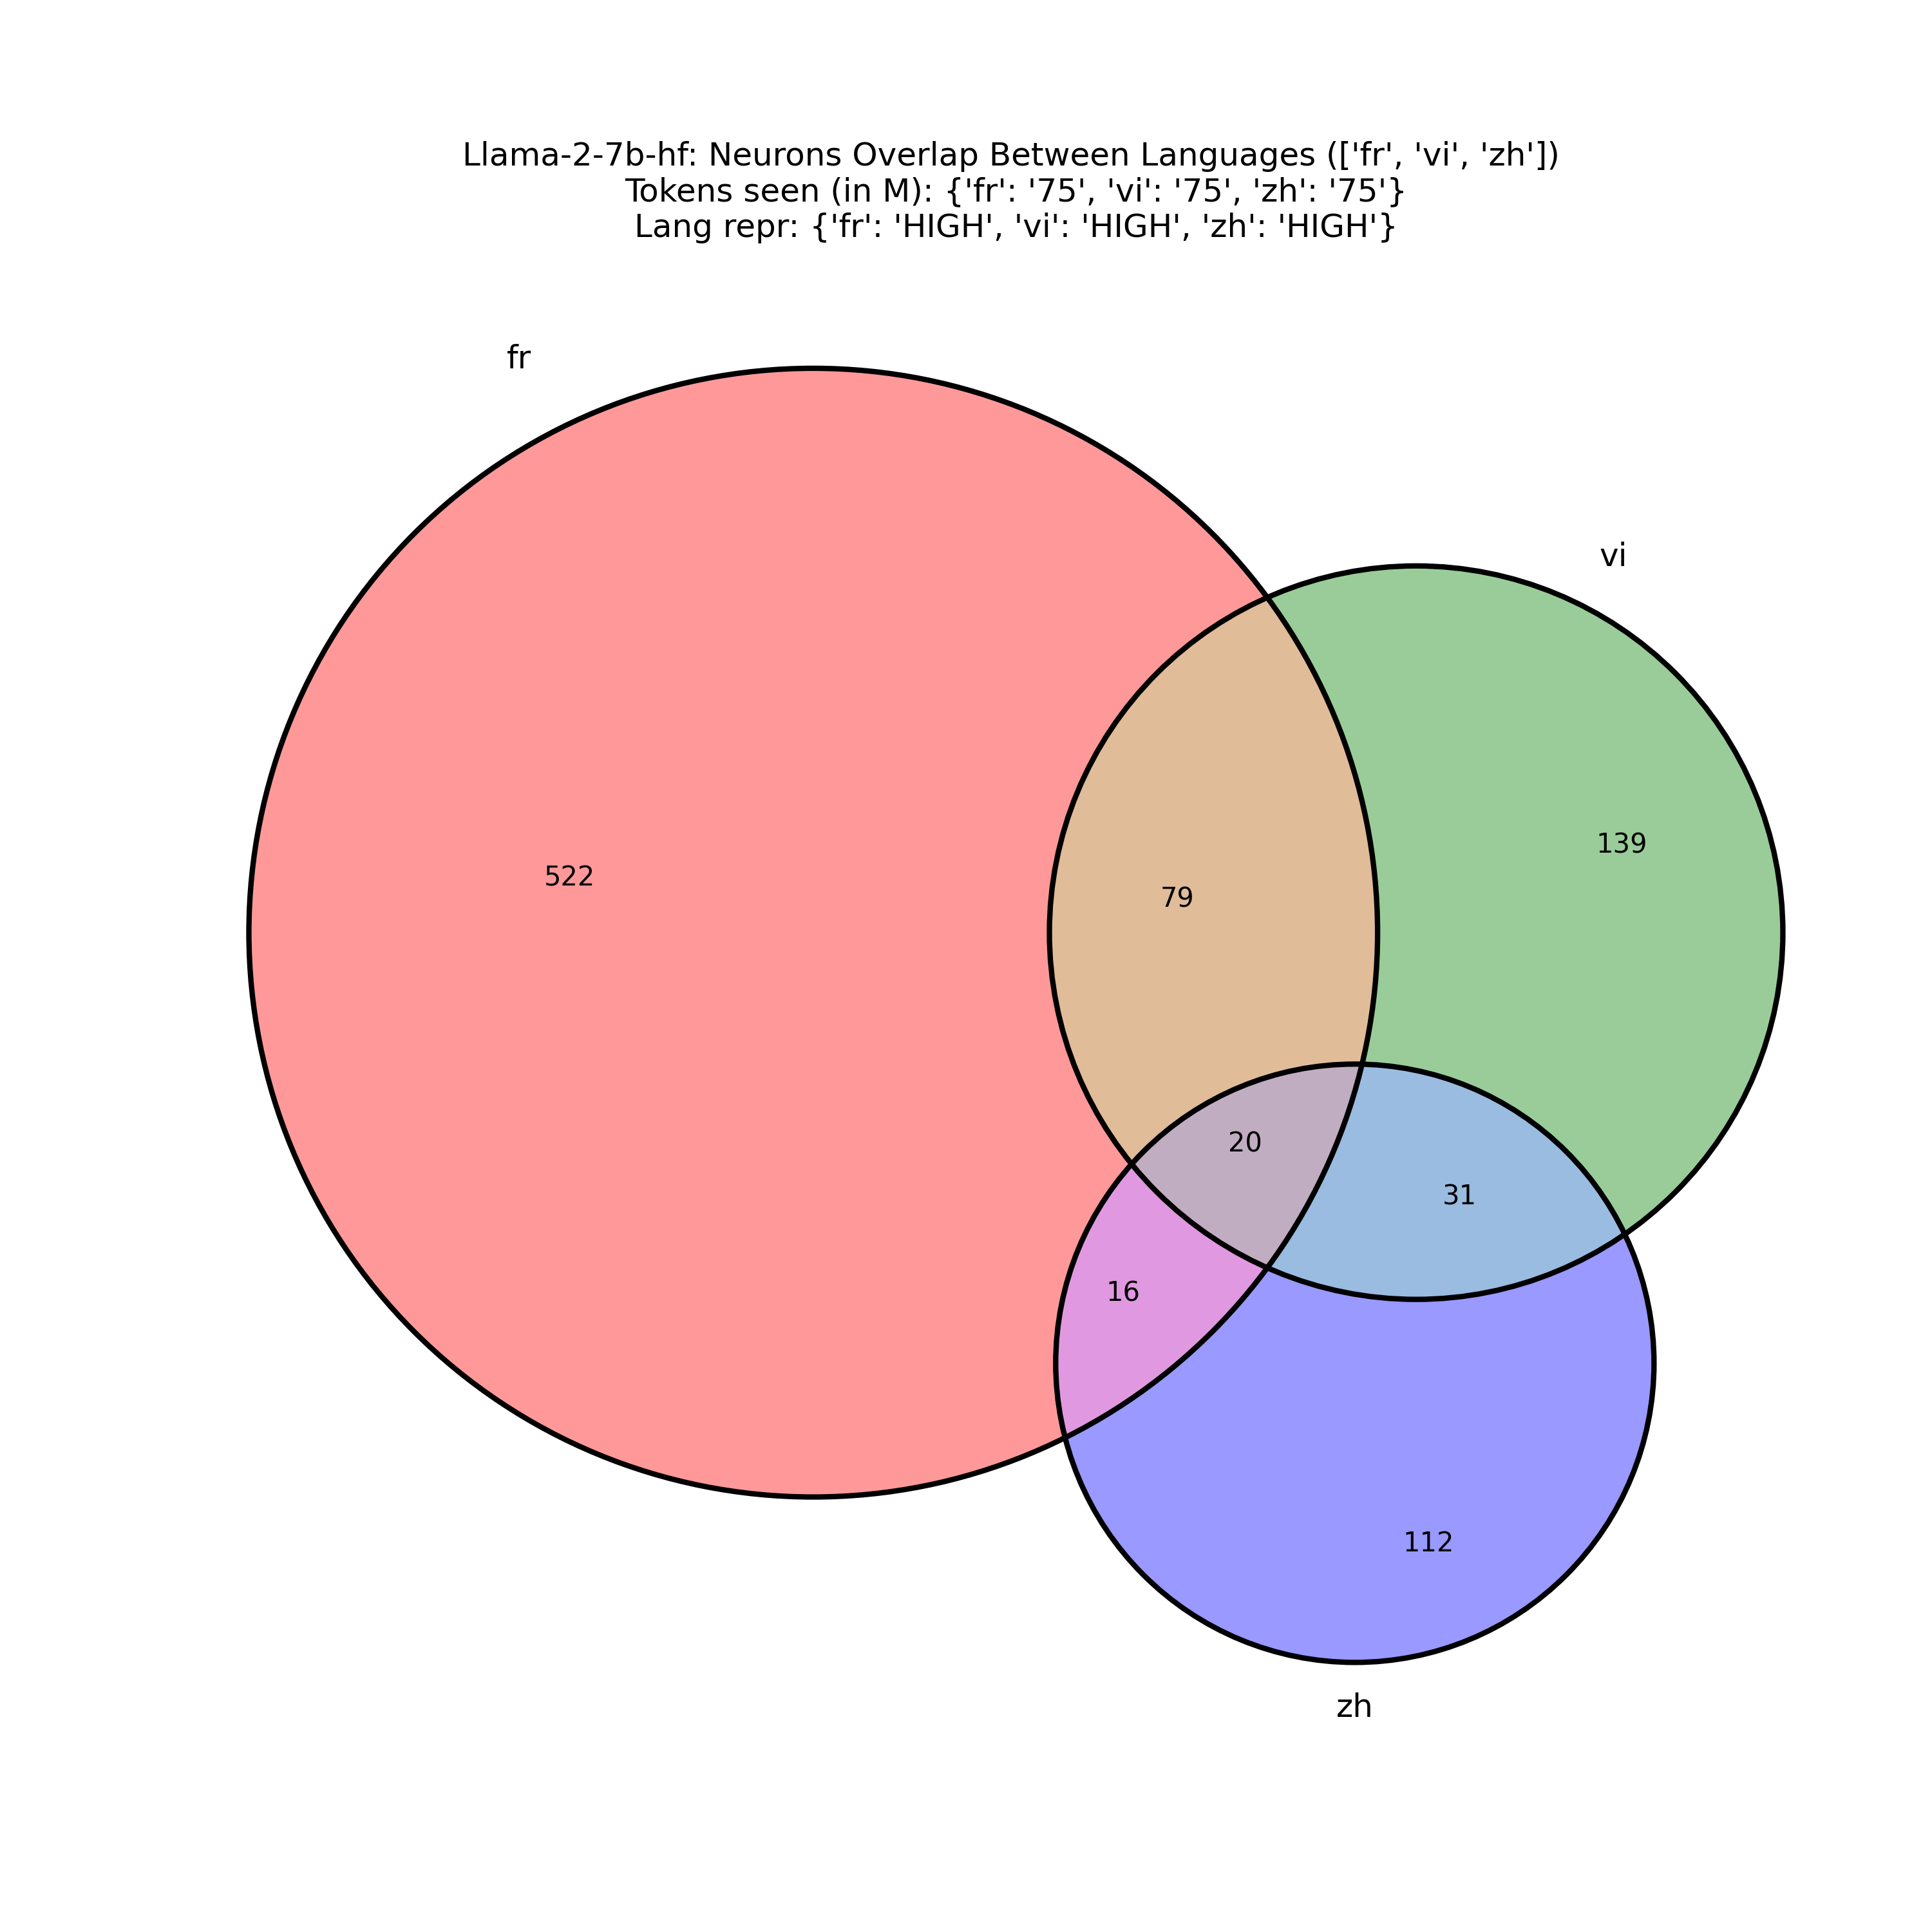 Llama-2-7b-hf: Neurons Overlap Between Languages (['fr', 'vi', 'zh'])
Tokens seen (in M): {'fr': '75', 'vi': '75', 'zh': '75'}
Lang repr: {'fr': 'HIGH', 'vi': 'HIGH', 'zh': 'HIGH'}
fr
vi
139
522
79
20
31
16
112
zh